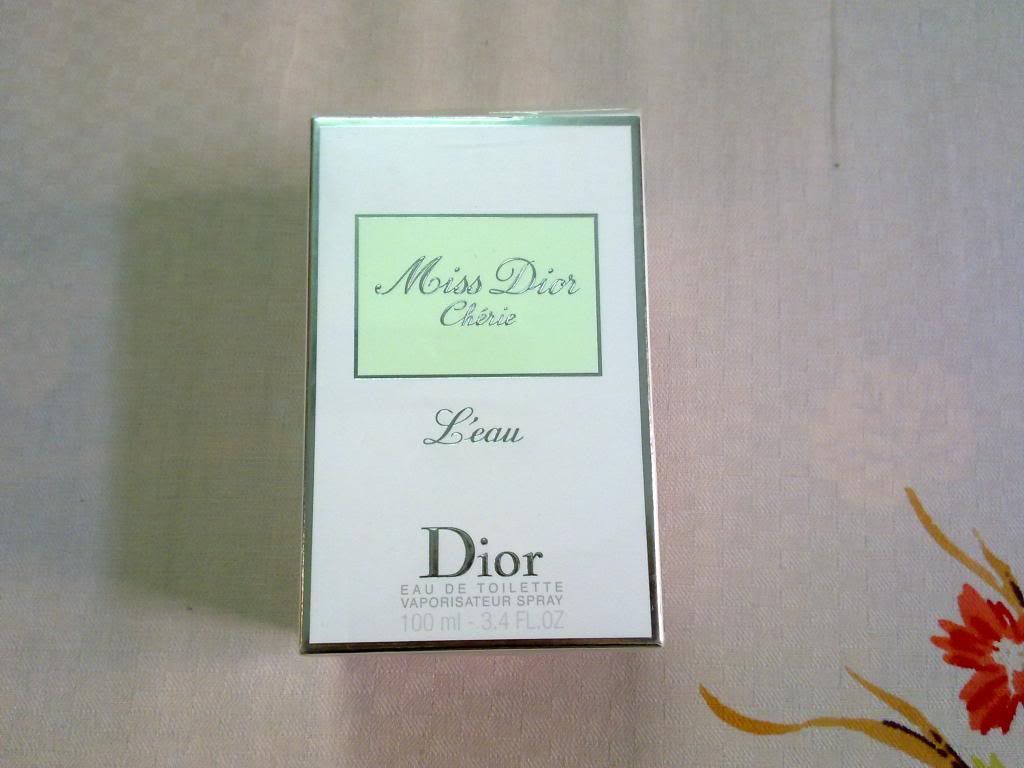 Miss Dior
Chérie
L'eau
Dior
EAU DE TOILETTE
VAPORISATEUR SPRAY
100 ml - 3.4 FL.OZ